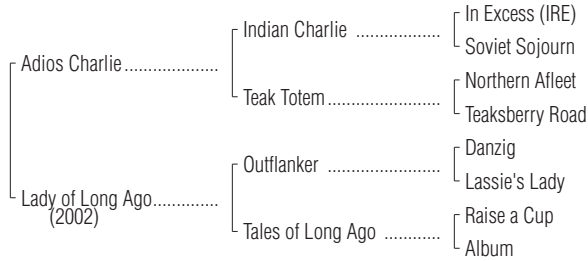 In Excess (IRE)
Indian Charlie ..................
Soviet Sojourn
Adios Charlie....................
Northern Afleet
Teak Totem........................
Teaksberry Road
Danzig
Outflanker ........................
Lassie's Lady
Lady of Long Ago..............
(2002)
Raise a Cup
Tales of Long Ago ............
Album